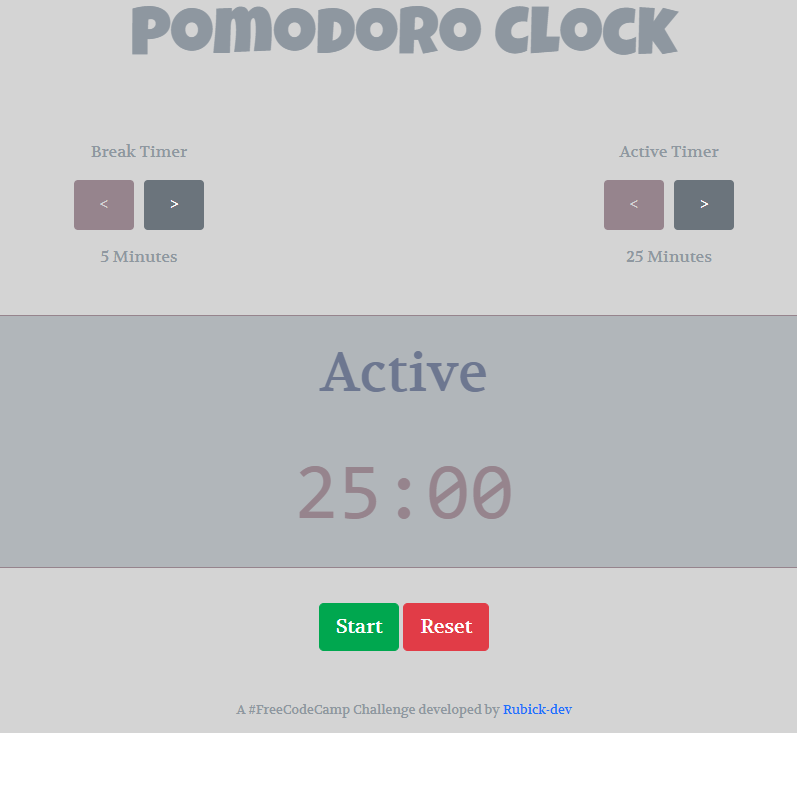 POMODORO CLOCK
Break Timer
Active Timer
< >
< >
5 Minutes
25 Minutes
Active
25:00
Start Reset
A #FreeCodeCamp Challenge developed by Rubick-dev